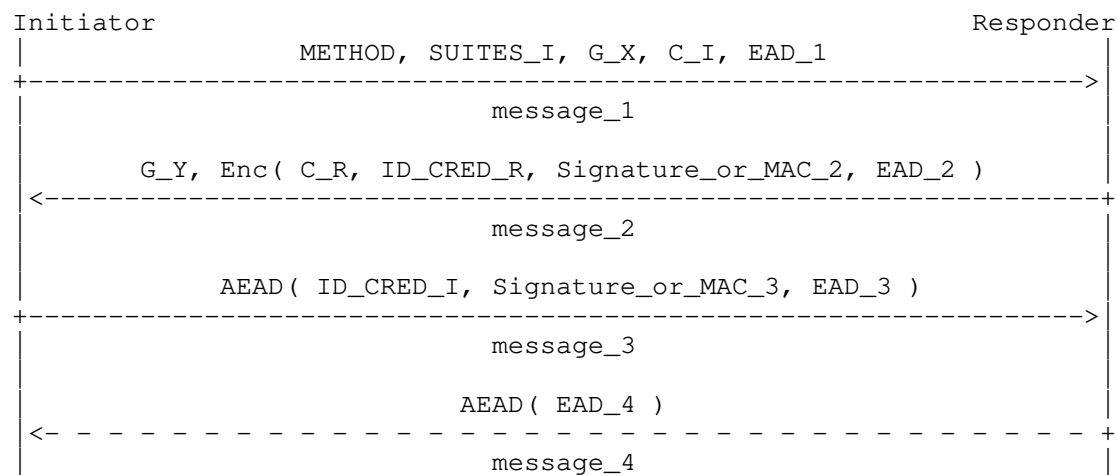 Initiator Responder
METHOD, SUITES_I, G_X, C_I, EAD_1
message_1
G_Y, Enc( C_R, ID_CRED_R, Signature_or_MAC_2, EAD_2 )
message_2
AEAD( ID_CRED_I, Signature_or_MAC_3, EAD_3 )
message_3
AEAD( EAD_4 )
message_4